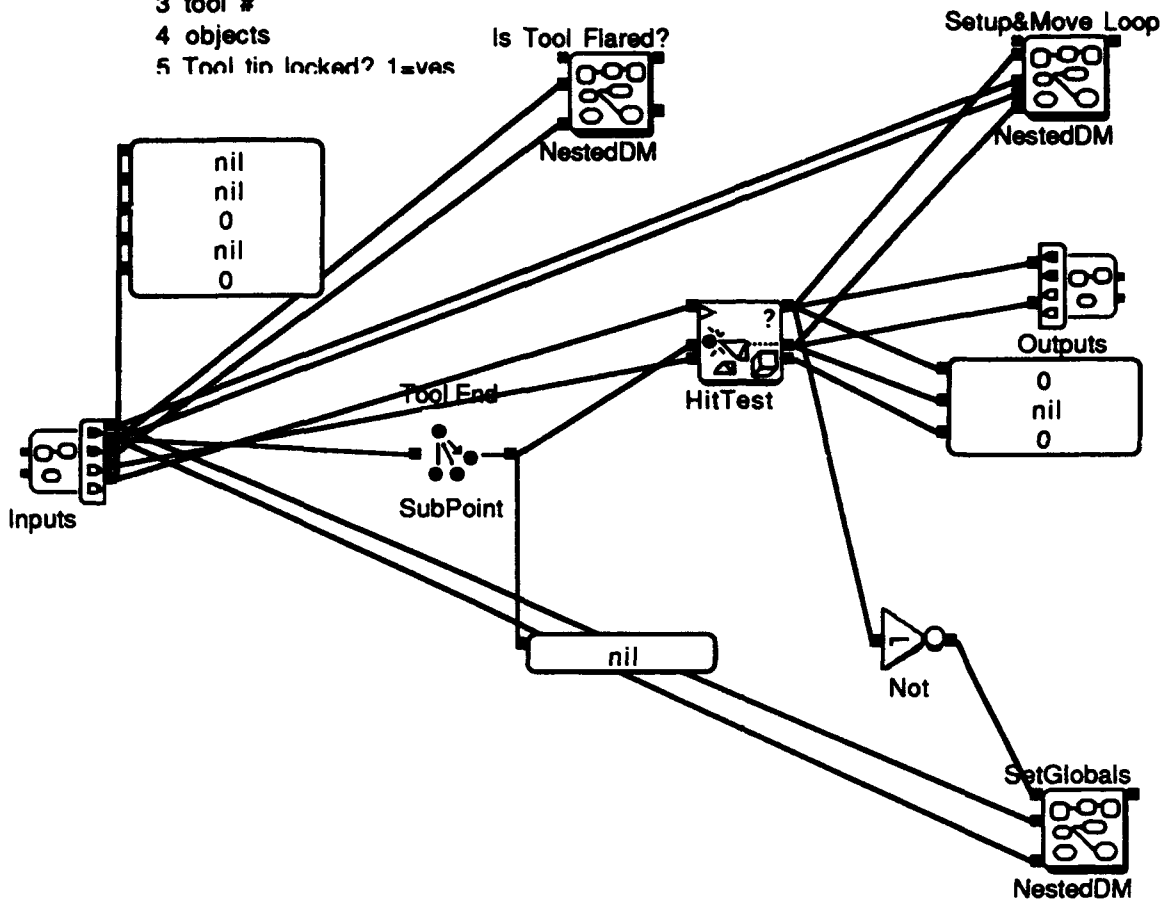 3 tool #
4 objects
5 Tool tip locked? 1=yes
Is Tool Flared?
NestedDM
Setup&Move Loop
NestedDM
nil
nil
0
nil
0
?
HitTest
Outputs
0
nil
0
Tool End
SubPoint
Inputs
nil
Not
SetGlobals
NestedDM